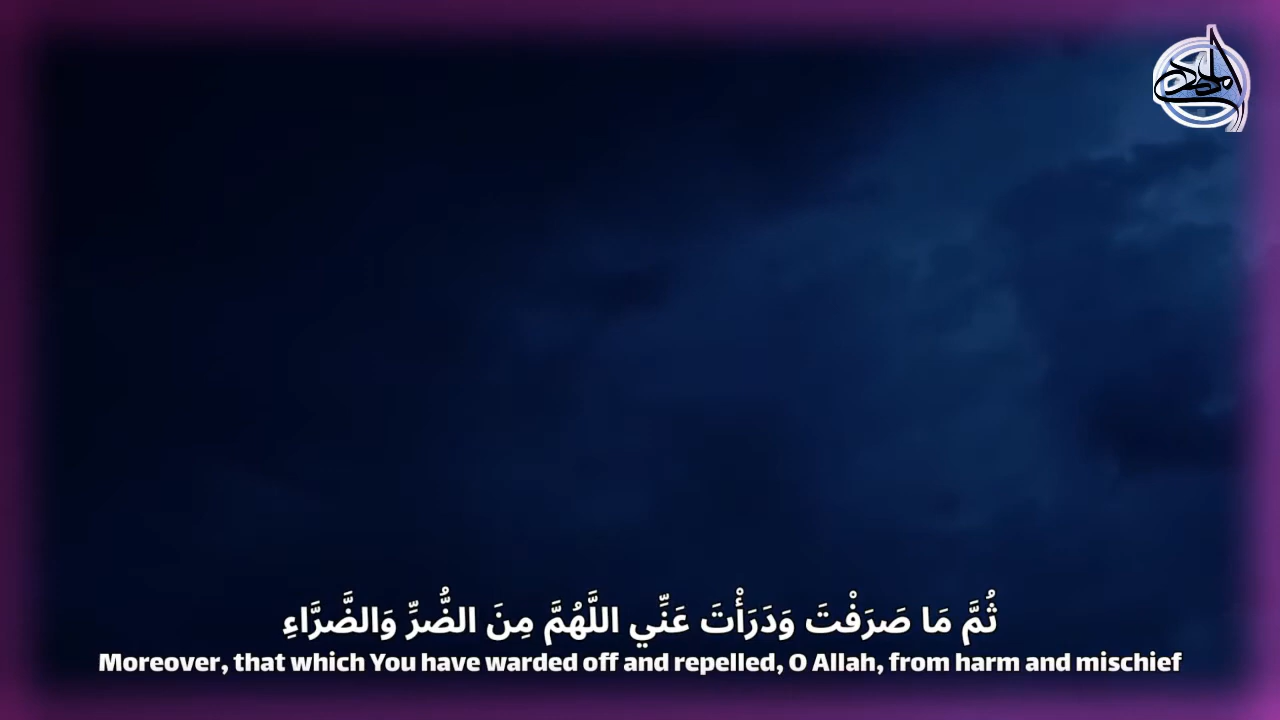 ثُمَّ مَا صَرَفْتَ وَدَرَأْتَ عَنِّي اللَّهُمَّ مِنَ الضُّرِّ وَالضَّرَّاءِ
Moreover, that which You have warded off and repelled, O Allah, from harm and mischief